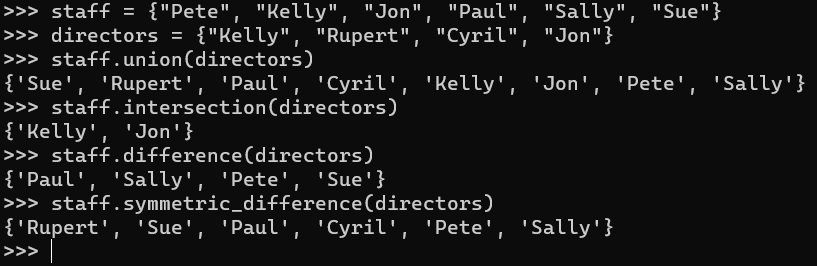 >>> staff = {"Pete", "Kelly", "Jon", "Paul", "Sally", "Sue"}
>>> directors = {"Kelly", "Rupert", "Cyril", "Jon"}
>>> staff.union(directors)
{'Sue', 'Rupert', 'Paul', 'Cyril', 'Kelly', 'Jon', 'Pete', 'Sally'}
>>> staff.intersection(directors)
{'Kelly', 'Jon'}
>>> staff.difference(directors)
{'Paul', 'Sally', 'Pete', 'Sue'}
>>> staff.symmetric_difference(directors)
{'Rupert', 'Sue', 'Paul', 'Cyril', 'Pete', 'Sally'}
>>>